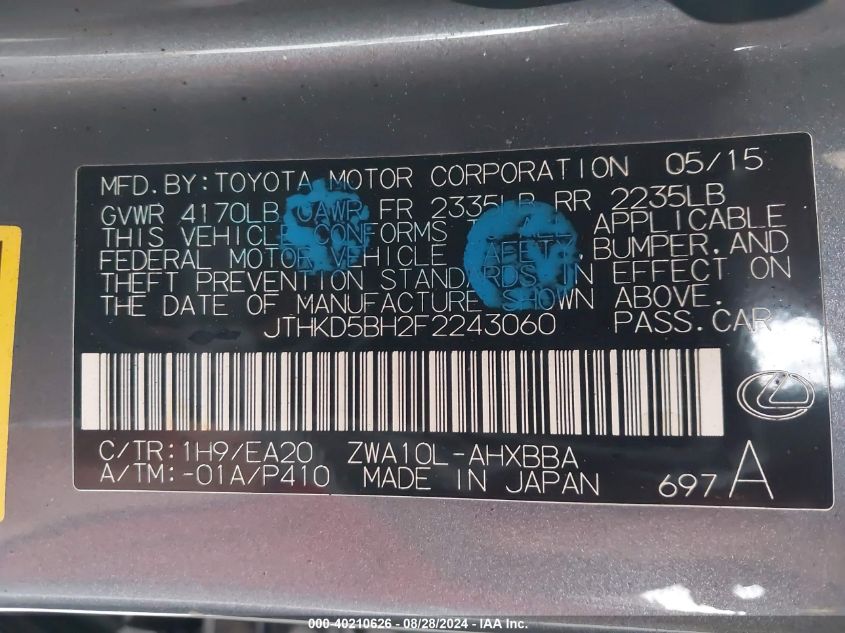 MFD.BY:TOYOTA MOTOR CORPORATION 05/15
GVWR 4170LB GAWR FR 2335LB RR 2235LB
THIS VEHICLE CONFORMS APPLICABLE
FEDERAL MOTOR VEHICLE SAFETY,BUMPER,AND
THEFT PREVENTION STANDARDS IN EFFECT ON
THE DATE OF MANUFACTURE SHOWN ABOVE.
JTHKD5BH2F2243060 PASS.CAR
C/TR:1H9/EA20 ZWA10L-AHXBBA
A/TM:-01A/P410 MADE IN JAPAN 697 A
000-40210626 - 08/28/2024 - IAA Inc.